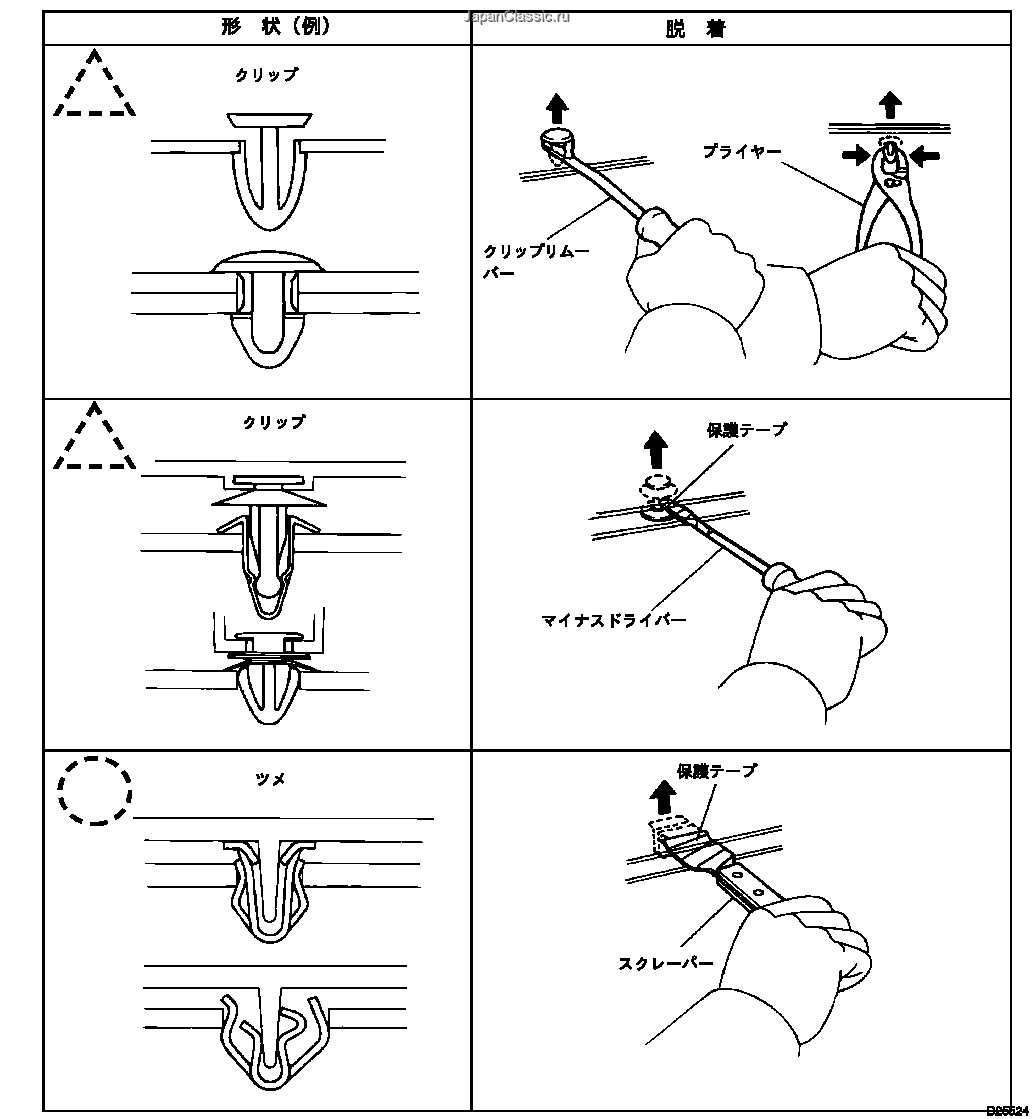 JapanClassic.ru
形 状（例）
脱 着
クリップ
プライヤー
クリップリムー
バー
クリップ
保護テープ
マイナスドライバー
ツメ
保護テープ
スクレーパー
D25524